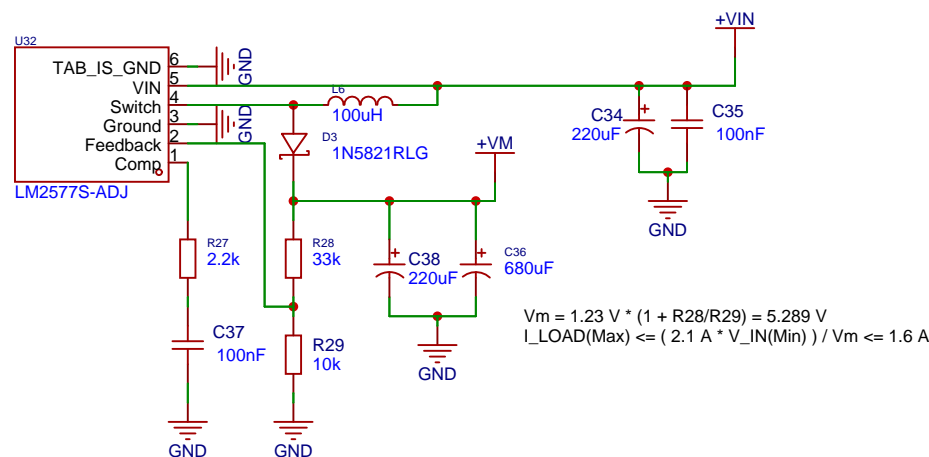 U32
TAB_IS_GND 6
VIN 5
Switch 4
Ground 3
Feedback 2
Comp 1
LM2577S-ADJ
GND
GND
L6
100uH
D3
1N5821RLG
+VIN
C34
220uF
C35
100nF
GND
+VM
R27
2.2k
R28
33k
C38
220uF
C36
680uF
GND
C37
100nF
R29
10k
GND
GND
Vm = 1.23 V * (1 + R28/R29) = 5.289 V
I_LOAD(Max) <= ( 2.1 A * V_IN(Min) ) / Vm <= 1.6 A